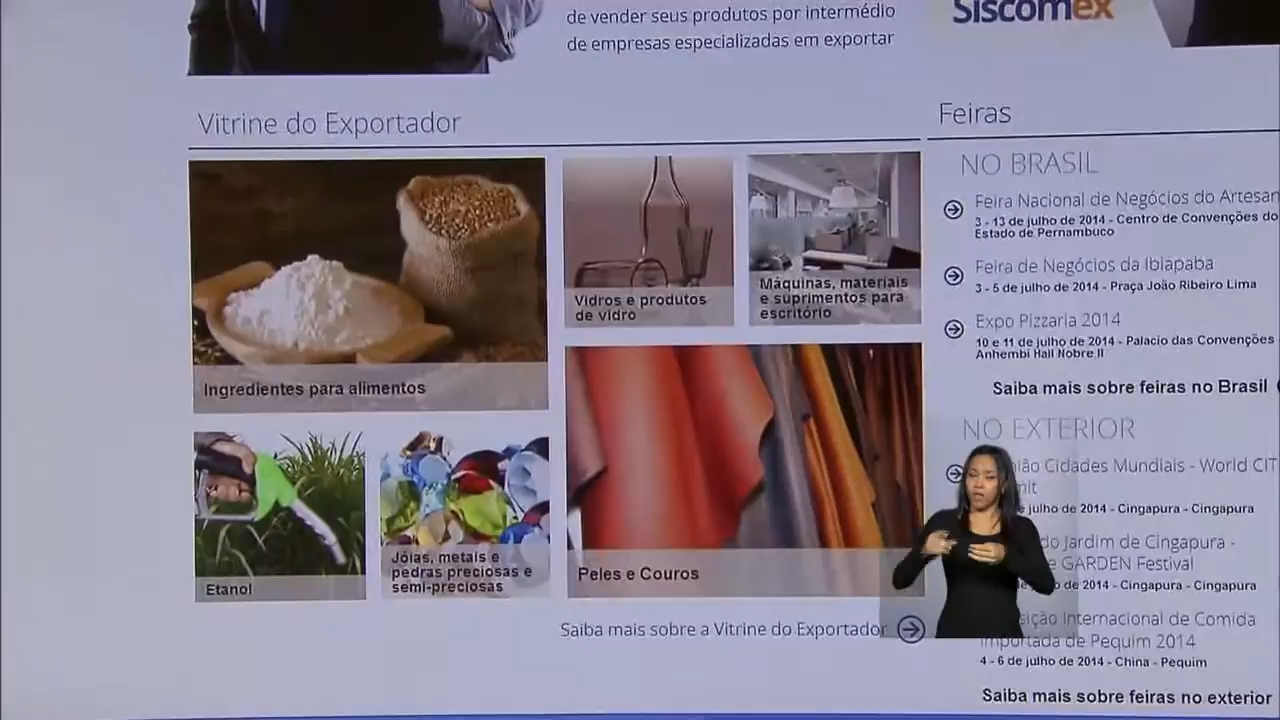 de vender seus produtos por intermédio
de empresas especializadas em exportar
Siscomex
Vitrine do Exportador
Ingredientes para alimentos
Vidros e produtos
de vidro
Máquinas, materiais
e suprimentos para
escritório
Etanol
Jóias, metais e
pedras preciosas e
semi-preciosas
Peles e Couros
Saiba mais sobre a Vitrine do Exportador
Feiras
NO BRASIL
Feira Nacional de Negócios do
3 - 13 de julho de 2014 - Centro de Convenções do
Estado de Pernambuco
Feira de Negócios da Ibiapaba
3 - 5 de julho de 2014 - Praça João Ribeiro Lima
Expo Pizzaria 2014
10 e 11 de julho de 2014 - Palacio das Convenções
Anhembi Hall Nobre II
Saiba mais sobre feiras no Brasil
NO EXTERIOR
Cidades Mundiais - World
julho de 2014 - Cingapura - Cingapura
do Jardim de Cingapura -
GARDEN Festival
de 2014 - Cingapura - Cingapura
Internacional de Comida
Importada de Pequim 2014
4 - 6 de julho de 2014 - China - Pequim
Saiba mais sobre feiras no exterior